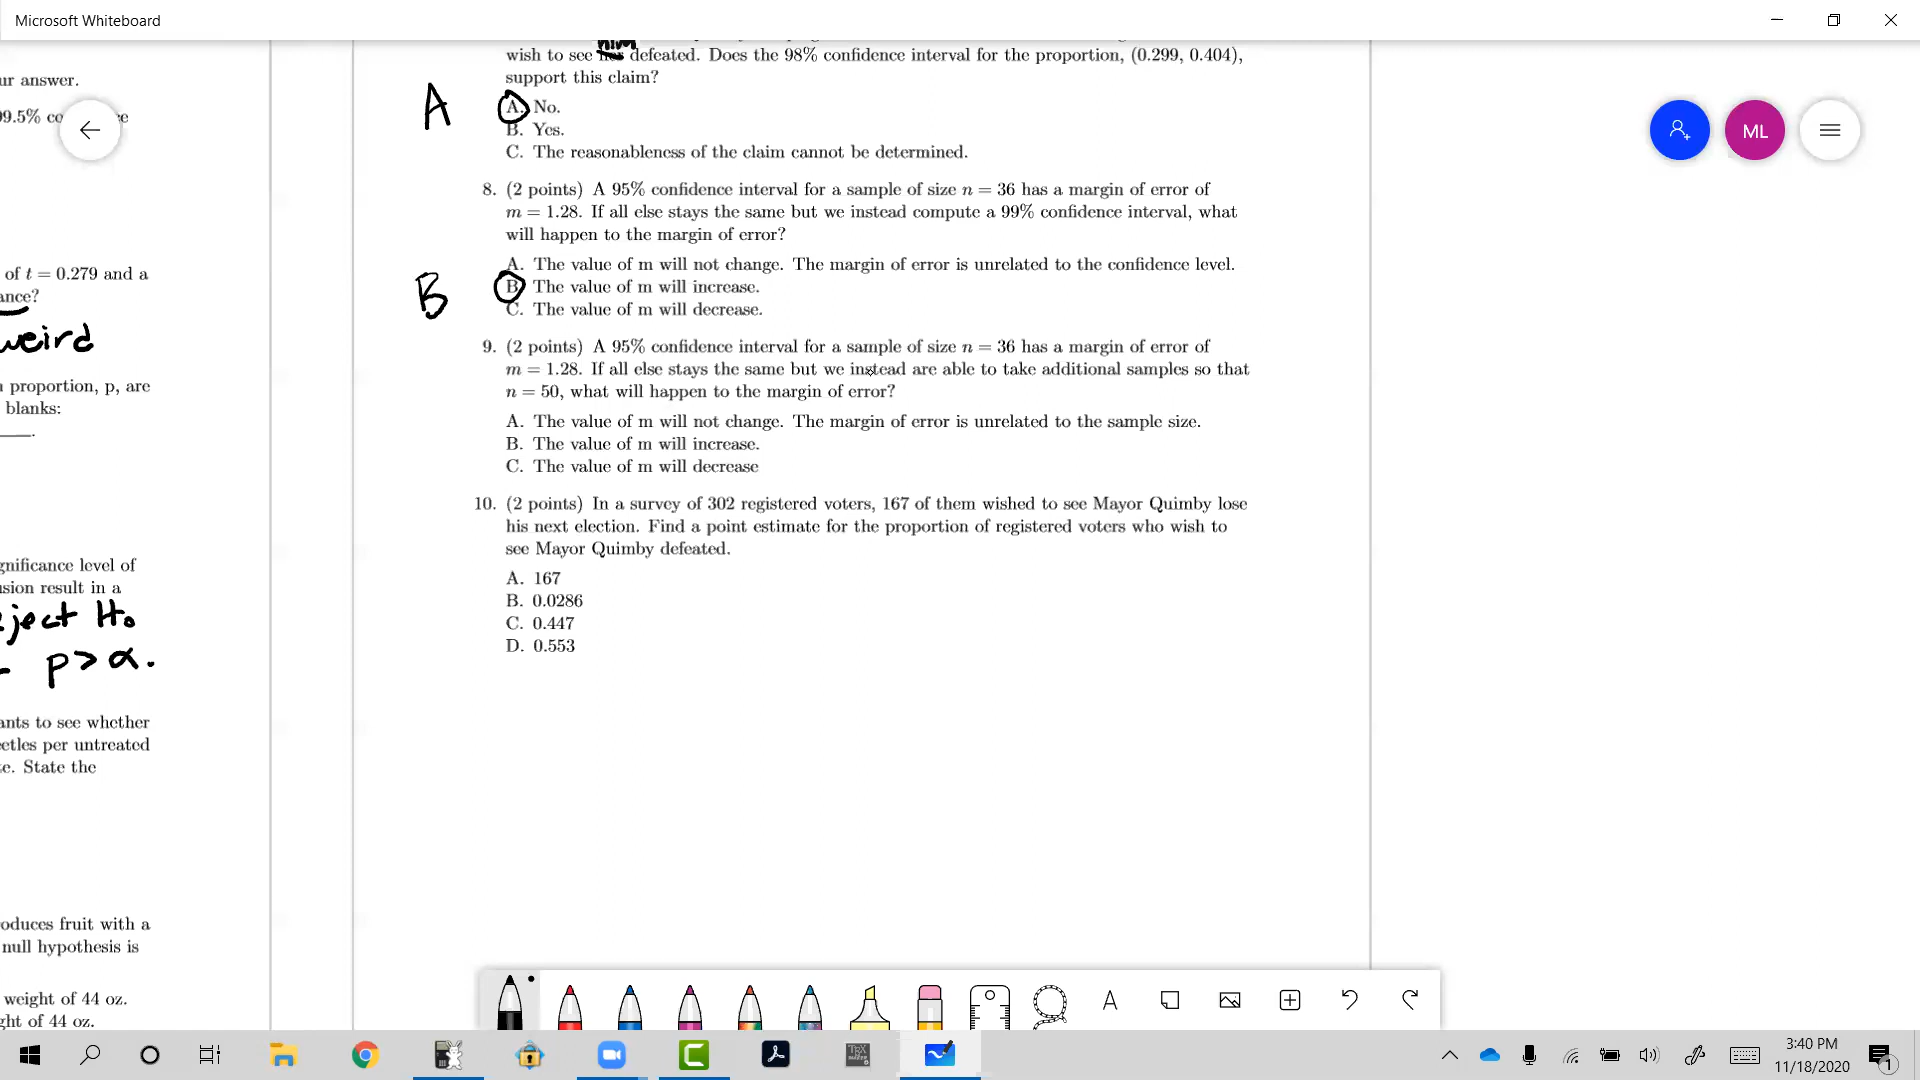 Microsoft Whiteboard
ur answer.
99.5% co e
of t = 0.279 and a
ance?
weird
proportion, p, are
blanks:
gnificance level of
sion result in a
eject H₀
p > α.
ants to see whether
eetles per untreated
te. State the
oduces fruit with a
null hypothesis is
weight of 44 oz.
ght of 44 oz.
him
wish to see her defeated. Does the 98% confidence interval for the proportion, (0.299, 0.404),
support this claim?
A
A. No.
B. Yes.
C. The reasonableness of the claim cannot be determined.
8. (2 points) A 95% confidence interval for a sample of size n = 36 has a margin of error of
m = 1.28. If all else stays the same but we instead compute a 99% confidence interval, what
will happen to the margin of error?
A. The value of m will not change. The margin of error is unrelated to the confidence level.
B
B. The value of m will increase.
C. The value of m will decrease.
9. (2 points) A 95% confidence interval for a sample of size n = 36 has a margin of error of
m = 1.28. If all else stays the same but we instead are able to take additional samples so that
n = 50, what will happen to the margin of error?
A. The value of m will not change. The margin of error is unrelated to the sample size.
B. The value of m will increase.
C. The value of m will decrease
10. (2 points) In a survey of 302 registered voters, 167 of them wished to see Mayor Quimby lose
his next election. Find a point estimate for the proportion of registered voters who wish to
see Mayor Quimby defeated.
A. 167
B. 0.0286
C. 0.447
D. 0.553
ML
A
3:40 PM
11/18/2020
1